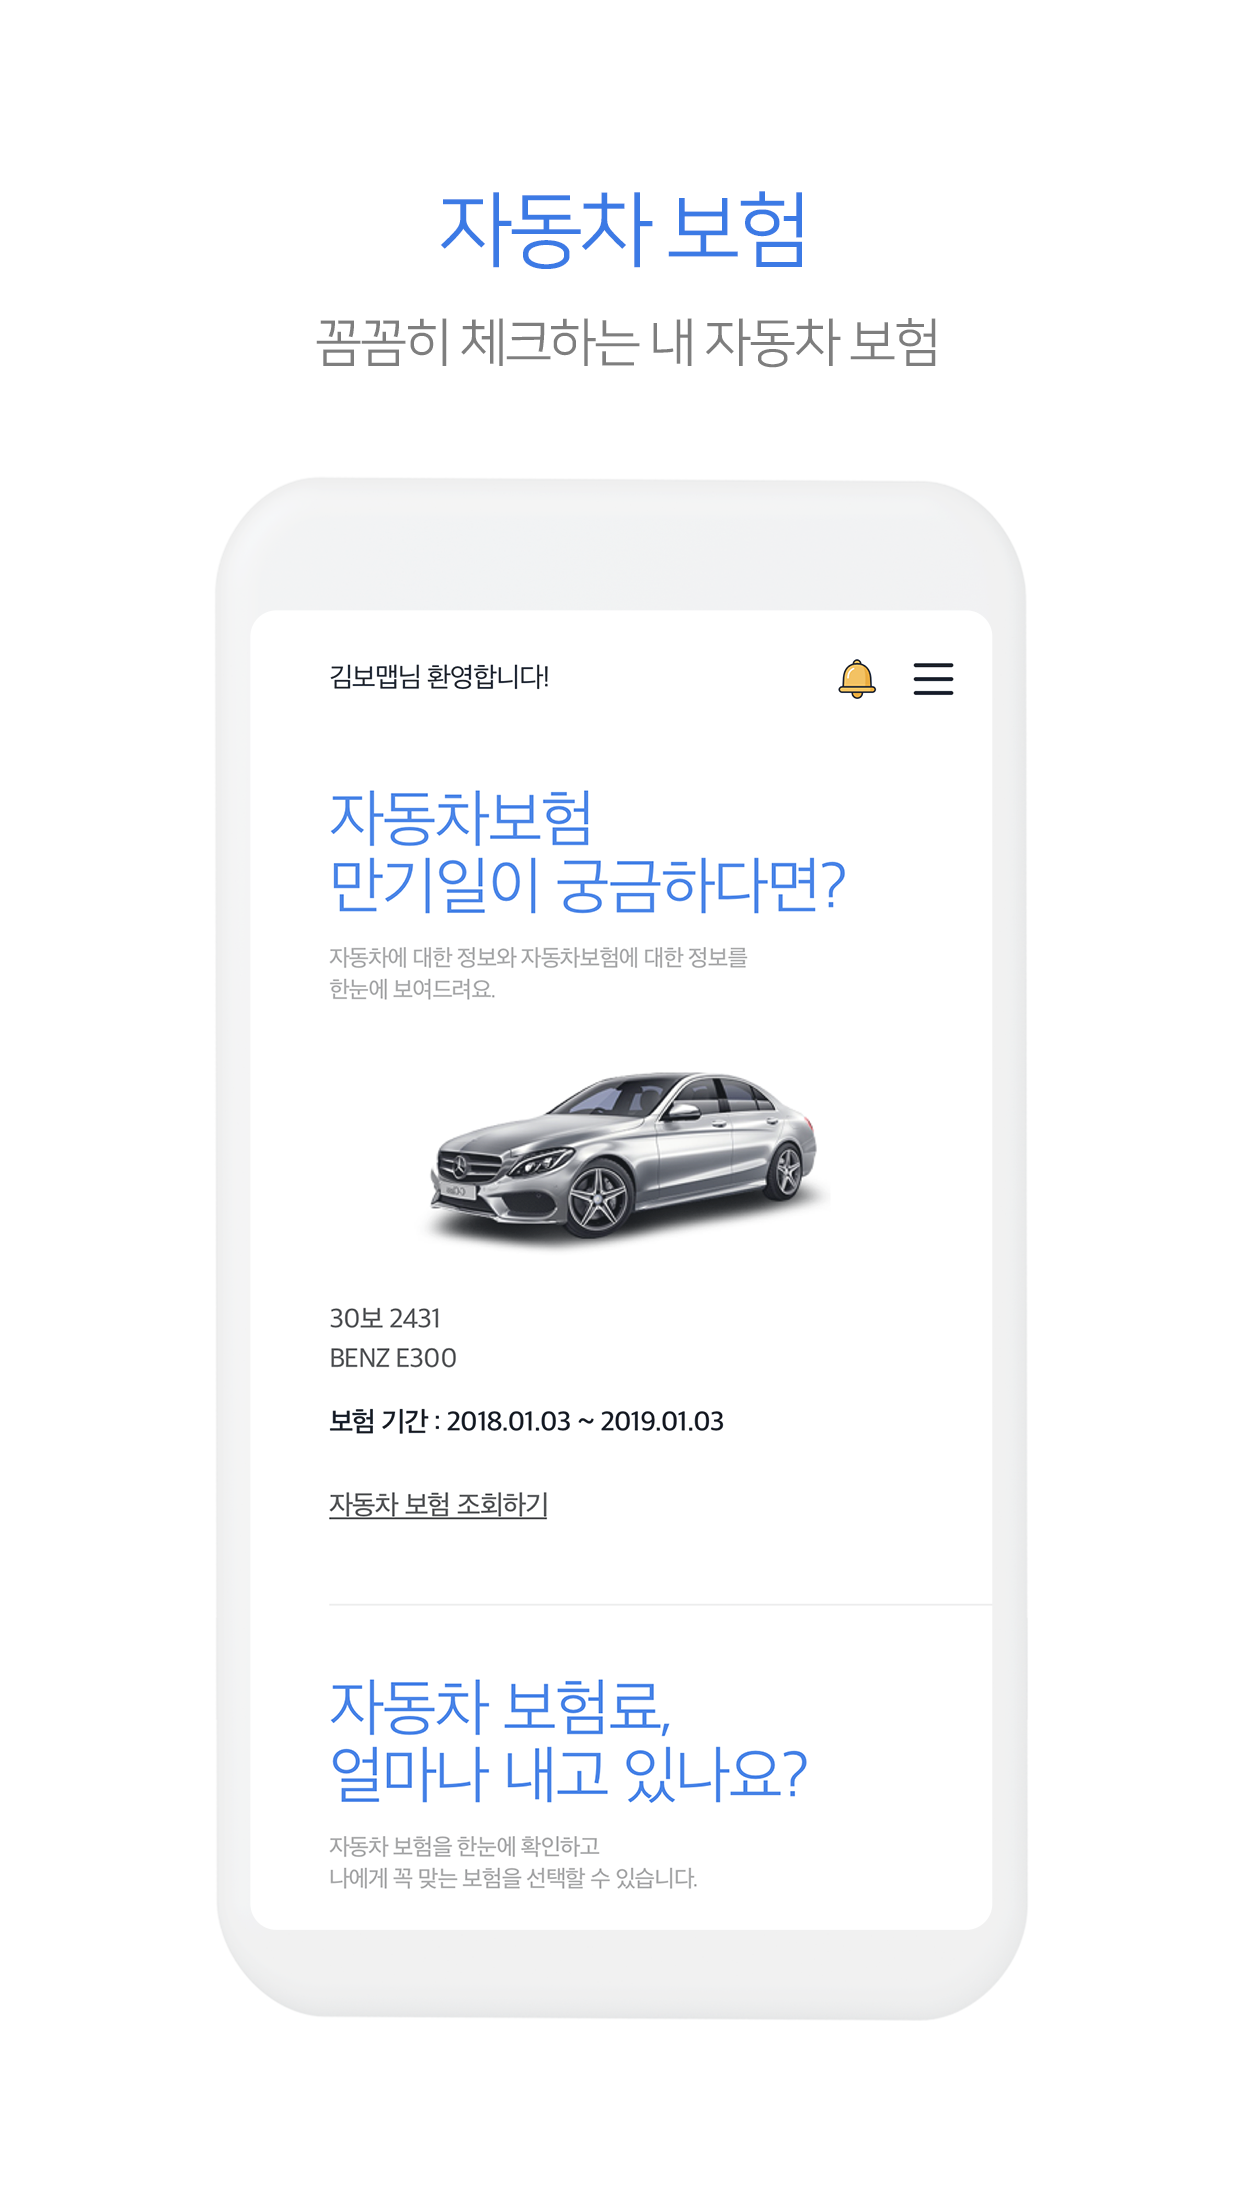 자동차 보험
꼼꼼히 체크하는 내 자동차 보험
김보맵님 환영합니다!
자동차보험
만기일이 궁금하다면?
자동차에 대한 정보와 자동차보험에 대한 정보를
한눈에 보여드려요.
30보 2431
BENZ E300
보험 기간 : 2018.01.03 ~ 2019.01.03
자동차 보험 조회하기
자동차 보험료,
얼마나 내고 있나요?
자동차 보험을 한눈에 확인하고
나에게 꼭 맞는 보험을 선택할 수 있습니다.